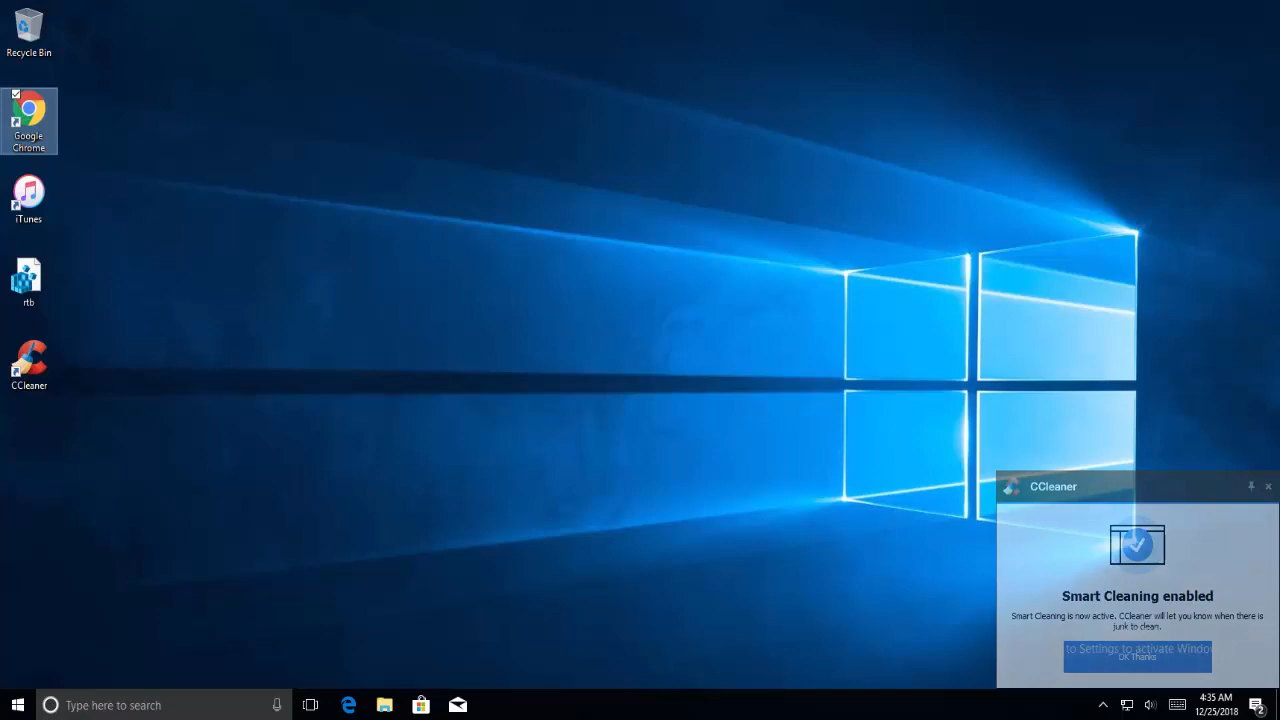 Recycle Bin
Google
Chrome
iTunes
rtb
CCleaner
CCleaner
Smart Cleaning enabled
Smart Cleaning is now active. CCleaner will let you know when there is
junk to clean.
to Settings to activate Windo
OK Thanks
Type here to search
4:35 AM
12/25/2018
2